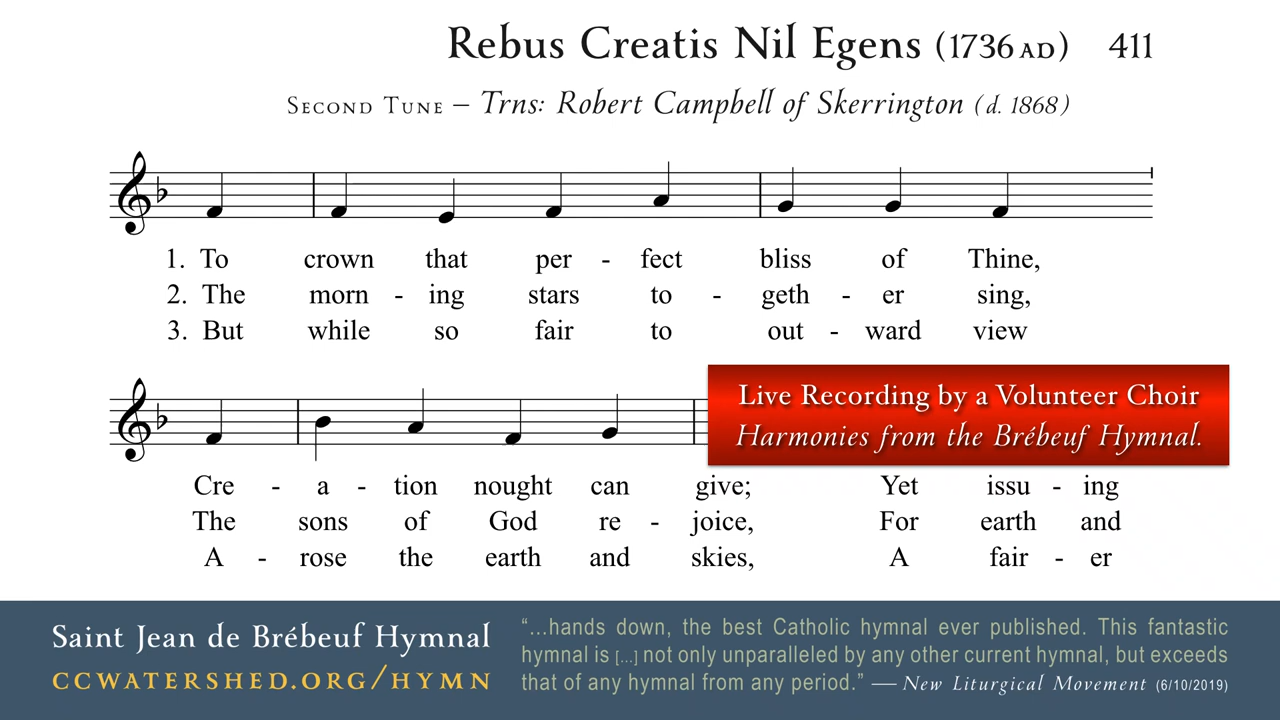 Rebus Creatis Nil Egens (1736 AD) 411
Second Tune – Trns: Robert Campbell of Skerrington (d. 1868)
1. To crown that per - fect bliss of Thine,
2. The morn - ing stars to - geth - er sing,
3. But while so fair to out - ward view
Live Recording by a Volunteer Choir
Harmonies from the Brébeuf Hymnal.
Cre - a - tion nought can give; Yet issu - ing
The sons of God re - joice, For earth and
A - rose the earth and skies, A fair - er
Saint Jean de Brébeuf Hymnal
CCWATERSHED.ORG/HYMN
“...hands down, the best Catholic hymnal ever published. This fantastic
hymnal is [...] not only unparalleled by any other current hymnal, but exceeds
that of any hymnal from any period.” — New Liturgical Movement (6/10/2019)